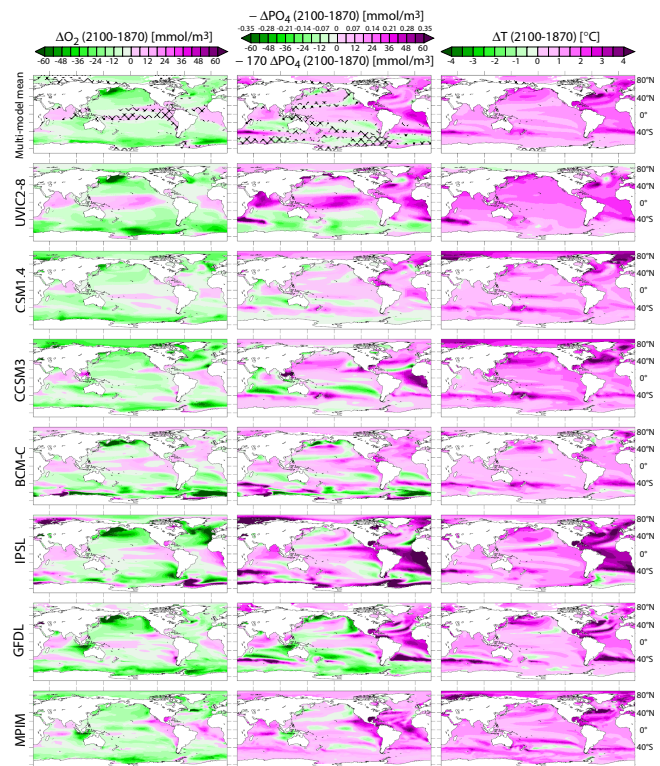 ΔO2 (2100-1870) [mmol/m3]
-60 -48 -36 -24 -12 0 12 24 36 48 60
− ΔPO4 (2100-1870) [mmol/m3]
-0.35 -0.28 -0.21 -0.14 -0.07 0 0.07 0.14 0.21 0.28 0.35
-60 -48 -36 -24 -12 0 12 24 36 48 60
− 170 ΔPO4 (2100-1870) [mmol/m3]
ΔT (2100-1870) [°C]
-4 -3 -2 -1 0 1 2 3 4
Multi-model mean
80°N
40°N
0°
40°S
UVIC2-8
80°N
40°N
0°
40°S
CSM1.4
80°N
40°N
0°
40°S
CCSM3
80°N
40°N
0°
40°S
BCM-C
80°N
40°N
0°
40°S
IPSL
80°N
40°N
0°
40°S
GFDL
80°N
40°N
0°
40°S
MPIM
80°N
40°N
0°
40°S